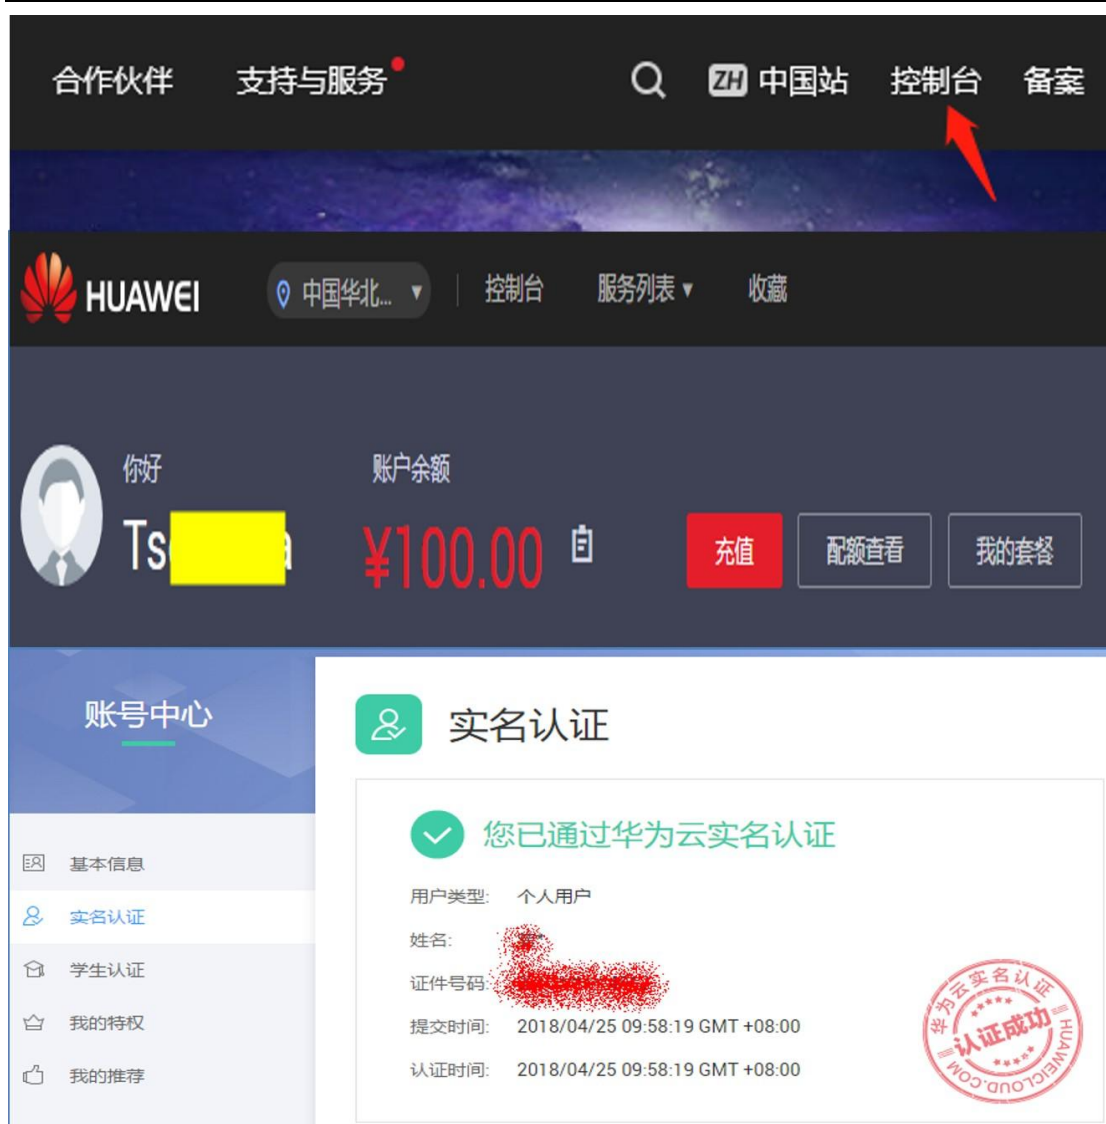 合作伙伴 支持与服务 ZH 中国站 控制台 备案
HUAWEI 中国华北... 控制台 服务列表 收藏
你好 账户余额
Ts a ¥100.00 充值 配额查看 我的套餐
账号中心
基本信息
实名认证
学生认证
我的特权
我的推荐
实名认证
您已通过华为云实名认证
用户类型: 个人用户
姓名:
证件号码:
提交时间: 2018/04/25 09:58:19 GMT +08:00
认证时间: 2018/04/25 09:58:19 GMT +08:00
华为云实名认证
认证成功
HUAWEICLOUD.COM